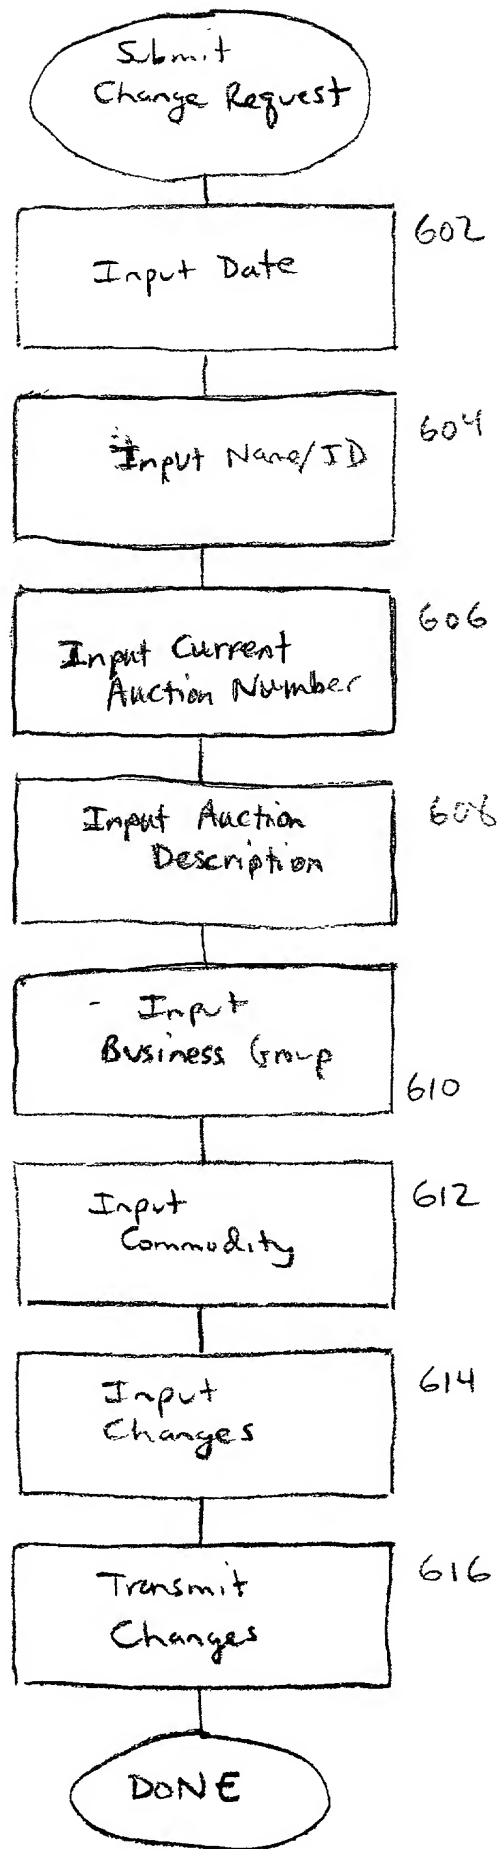 Submit
Change Request
602
Input Date
604
Input Name/ID
606
Input Current
Auction Number
608
Input Auction
Description
- Input
Business Group
610
612
Input
Commodity
614
Input
Changes
616
Transmit
Changes
DONE